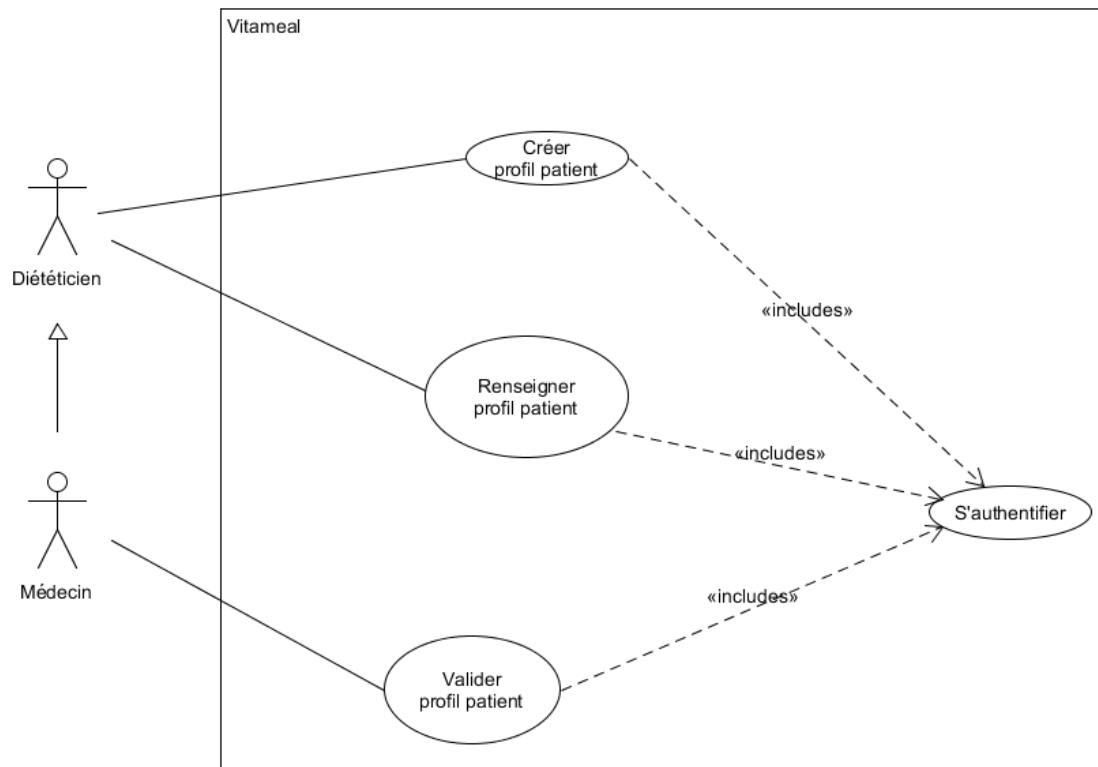 Vitameal
Créer
profil patient
Diététicien
«includes»
Renseigner
profil patient
«includes»
S'authentifier
Médecin
«includes»
Valider
profil patient